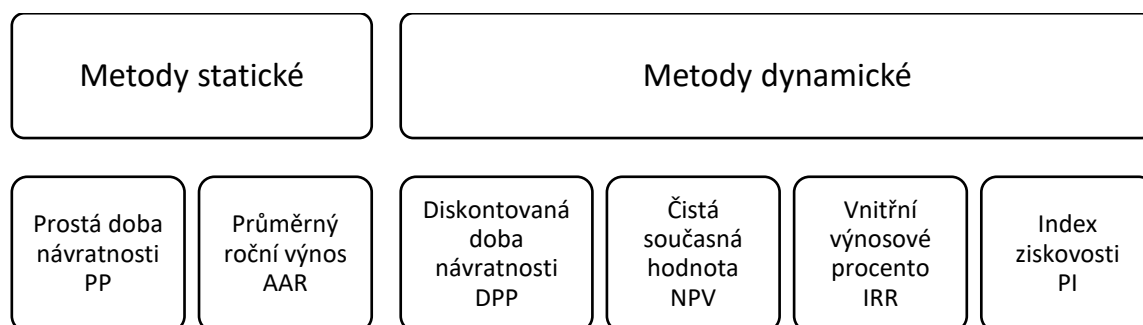 Metody statické
Metody dynamické
Prostá doba
návratnosti
PP
Průměrný
roční výnos
AAR
Diskontovaná
doba
návratnosti
DPP
Čistá
současná
hodnota
NPV
Vnitřní
výnosové
procento
IRR
Index
ziskovosti
PI